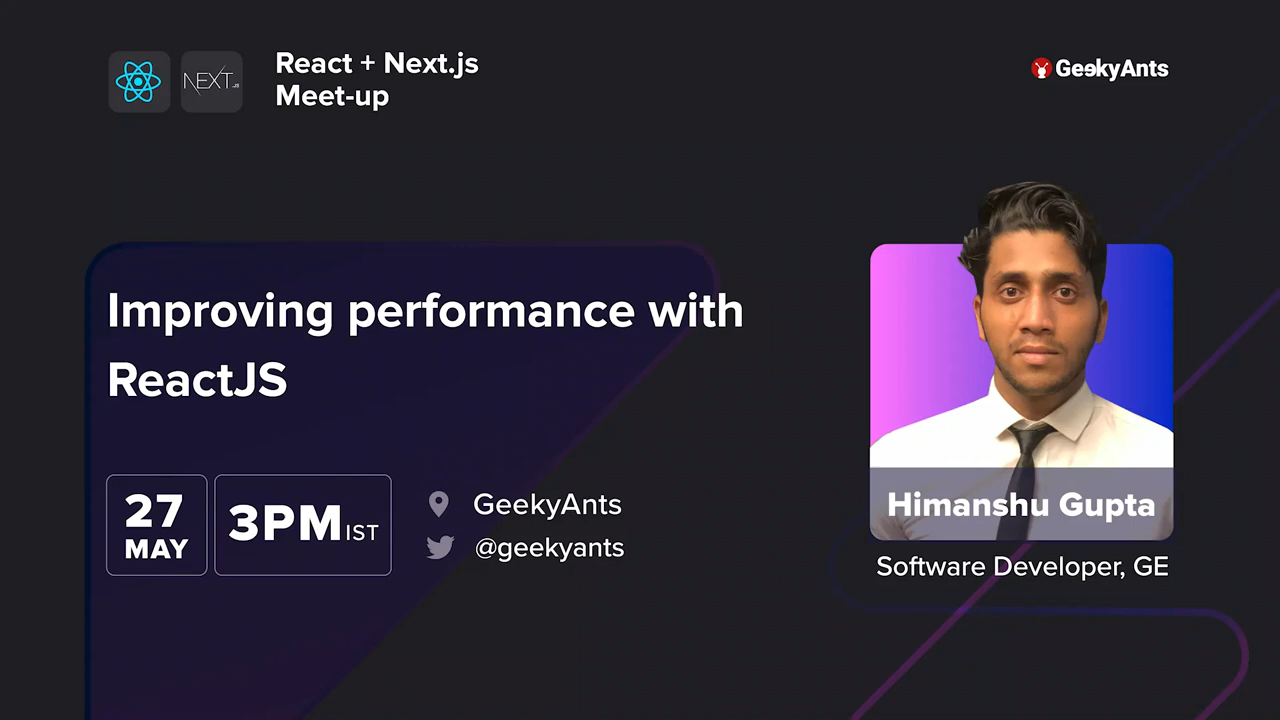 NEXT.JS
React + Next.js
Meet-up
GeekyAnts
Improving performance with
ReactJS
27
MAY
3PM IST
GeekyAnts
@geekyants
Himanshu Gupta
Software Developer, GE